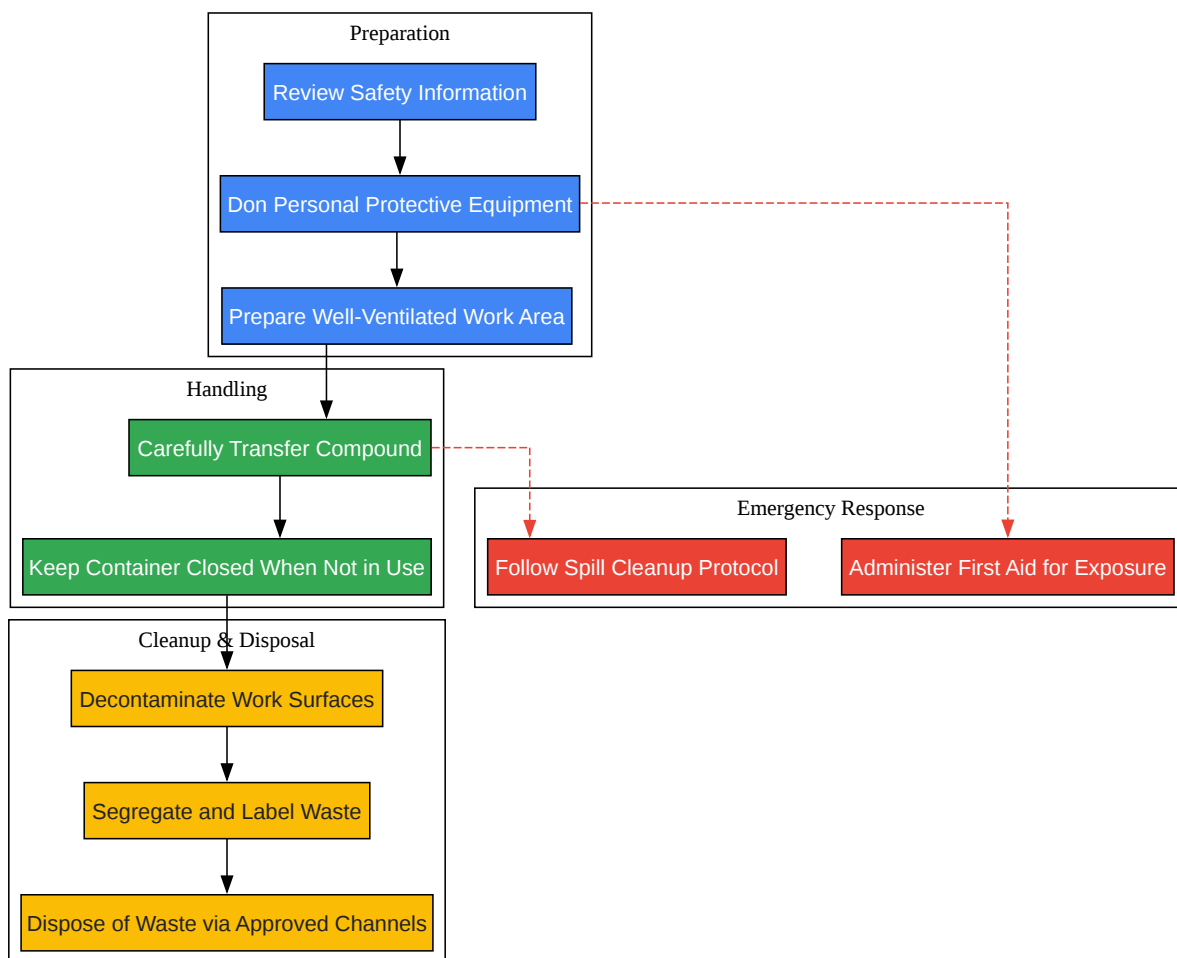 Preparation
Review Safety Information
Don Personal Protective Equipment
Prepare Well-Ventilated Work Area
Handling
Carefully Transfer Compound
Keep Container Closed When Not in Use
Emergency Response
Follow Spill Cleanup Protocol
Administer First Aid for Exposure
Cleanup & Disposal
Decontaminate Work Surfaces
Segregate and Label Waste
Dispose of Waste via Approved Channels